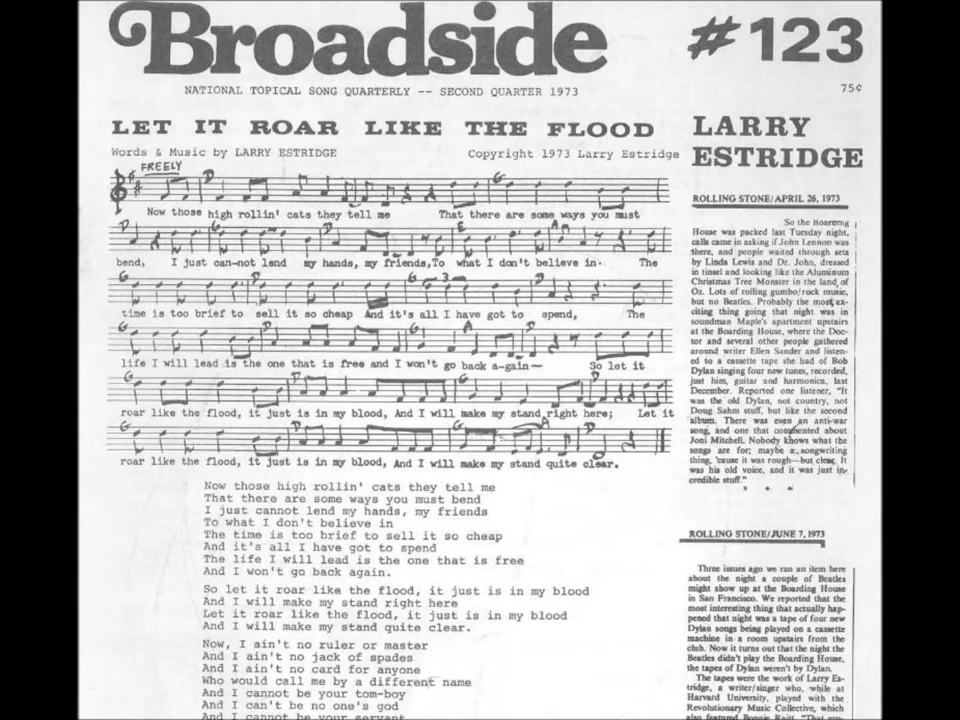 Broadside #123
NATIONAL TOPICAL SONG QUARTERLY -- SECOND QUARTER 1973
75¢
LET IT ROAR LIKE THE FLOOD
Words & Music by LARRY ESTRIDGE
Copyright 1973 Larry Estridge
FREELY
D G
Now those high rollin' cats they tell me That there are some ways you must
D G D E A
bend, I just can-not lend my hands, my friends,To what I don't believe in. The
G D G 3 D
time is too brief to sell it so cheap And it's all I have got to spend, The
G D G A D
life I will lead is the one that is free and I won't go back a-gain— So let it
G D G D
roar like the flood, it just is in my blood, And I will make my stand right here; Let it
G D G A D
roar like the flood, it just is in my blood, And I will make my stand quite clear.
Now those high rollin' cats they tell me
That there are some ways you must bend
I just cannot lend my hands, my friends
To what I don't believe in
The time is too brief to sell it so cheap
And it's all I have got to spend
The life I will lead is the one that is free
And I won't go back again.
So let it roar like the flood, it just is in my blood
And I will make my stand right here
Let it roar like the flood, it just is in my blood
And I will make my stand quite clear.
Now, I ain't no ruler or master
And I ain't no jack of spades
And I ain't no card for anyone
Who would call me by a different name
And I cannot be your tom-boy
And I can't be no one's god
And I cannot be your servant
LARRY
ESTRIDGE
ROLLING STONE/APRIL 26, 1973
So the Boarding
House was packed last Tuesday night,
calls came in asking if John Lennon was
there, and people waited through sets
by Linda Lewis and Dr. John, dressed
in tinsel and looking like the Aluminum
Christmas Tree Monster in the land of
Oz. Lots of rolling gumbo/rock music,
but no Beatles. Probably the most ex-
citing thing going that night was in
soundman Maple's apartment upstairs
at the Boarding House, where the Doc-
tor and several other people gathered
around writer Ellen Sander and listen-
ed to a cassette tape she had of Bob
Dylan singing four new tunes, recorded,
just him, guitar and harmonica, last
December. Reported one listener, "It
was the old Dylan, not country, not
Doug Sahm stuff, but like the second
album. There was even an anti-war
song, and one that commented about
Joni Mitchell. Nobody knows what the
songs are for; maybe a songwriting
thing, 'cause it was rough—but clear. It
was his old voice, and it was just in-
credible stuff."
* * *
ROLLING STONE/JUNE 7, 1973
Three issues ago we ran an item here
about the night a couple of Beatles
might show up at the Boarding House
in San Francisco. We reported that the
most interesting thing that actually hap-
pened that night was a tape of four new
Dylan songs being played on a cassette
machine in a room upstairs from the
club. Now it turns out that the night the
Beatles didn't play the Boarding House,
the tapes of Dylan weren't by Dylan.
The tapes were the work of Larry Es-
tridge, a writer/singer who, while at
Harvard University, played with the
Revolutionary Music Collective, which
also featured Bonnie Raitt. "That